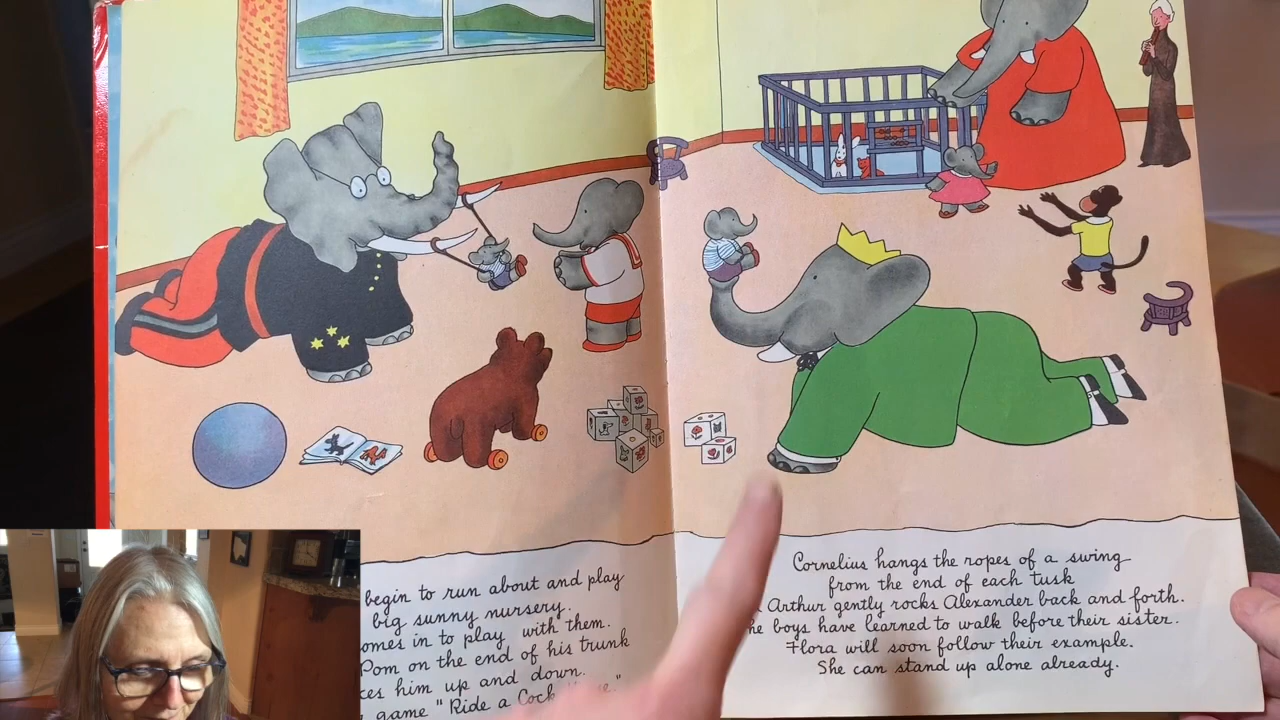 begin to run about and play
big sunny nursery.
omes in to play with them.
Pom on the end of his trunk
him up and down.
game "Ride a
Cornelius hangs the ropes of a swing
from the end of each tusk
Arthur gently rocks Alexander back and forth.
boys have learned to walk before their sister.
Flora will soon follow their example.
She can stand up alone already.